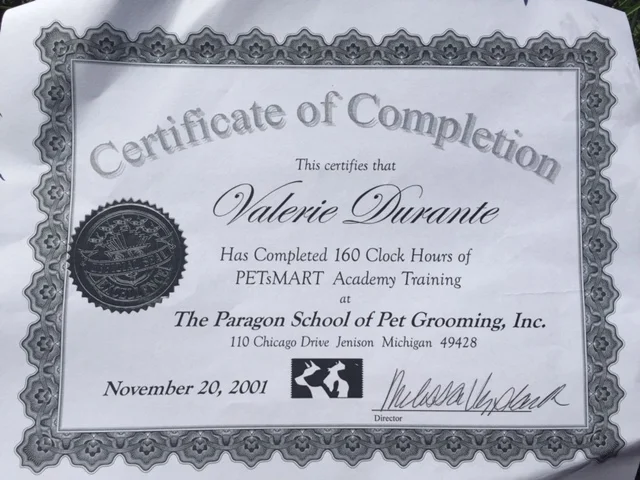 Certificate of Completion
This certifies that
Valerie Durante
Has Completed 160 Clock Hours of
PETsMART Academy Training
at
The Paragon School of Pet Grooming, Inc.
110 Chicago Drive Jenison Michigan 49428
November 20, 2001
Director